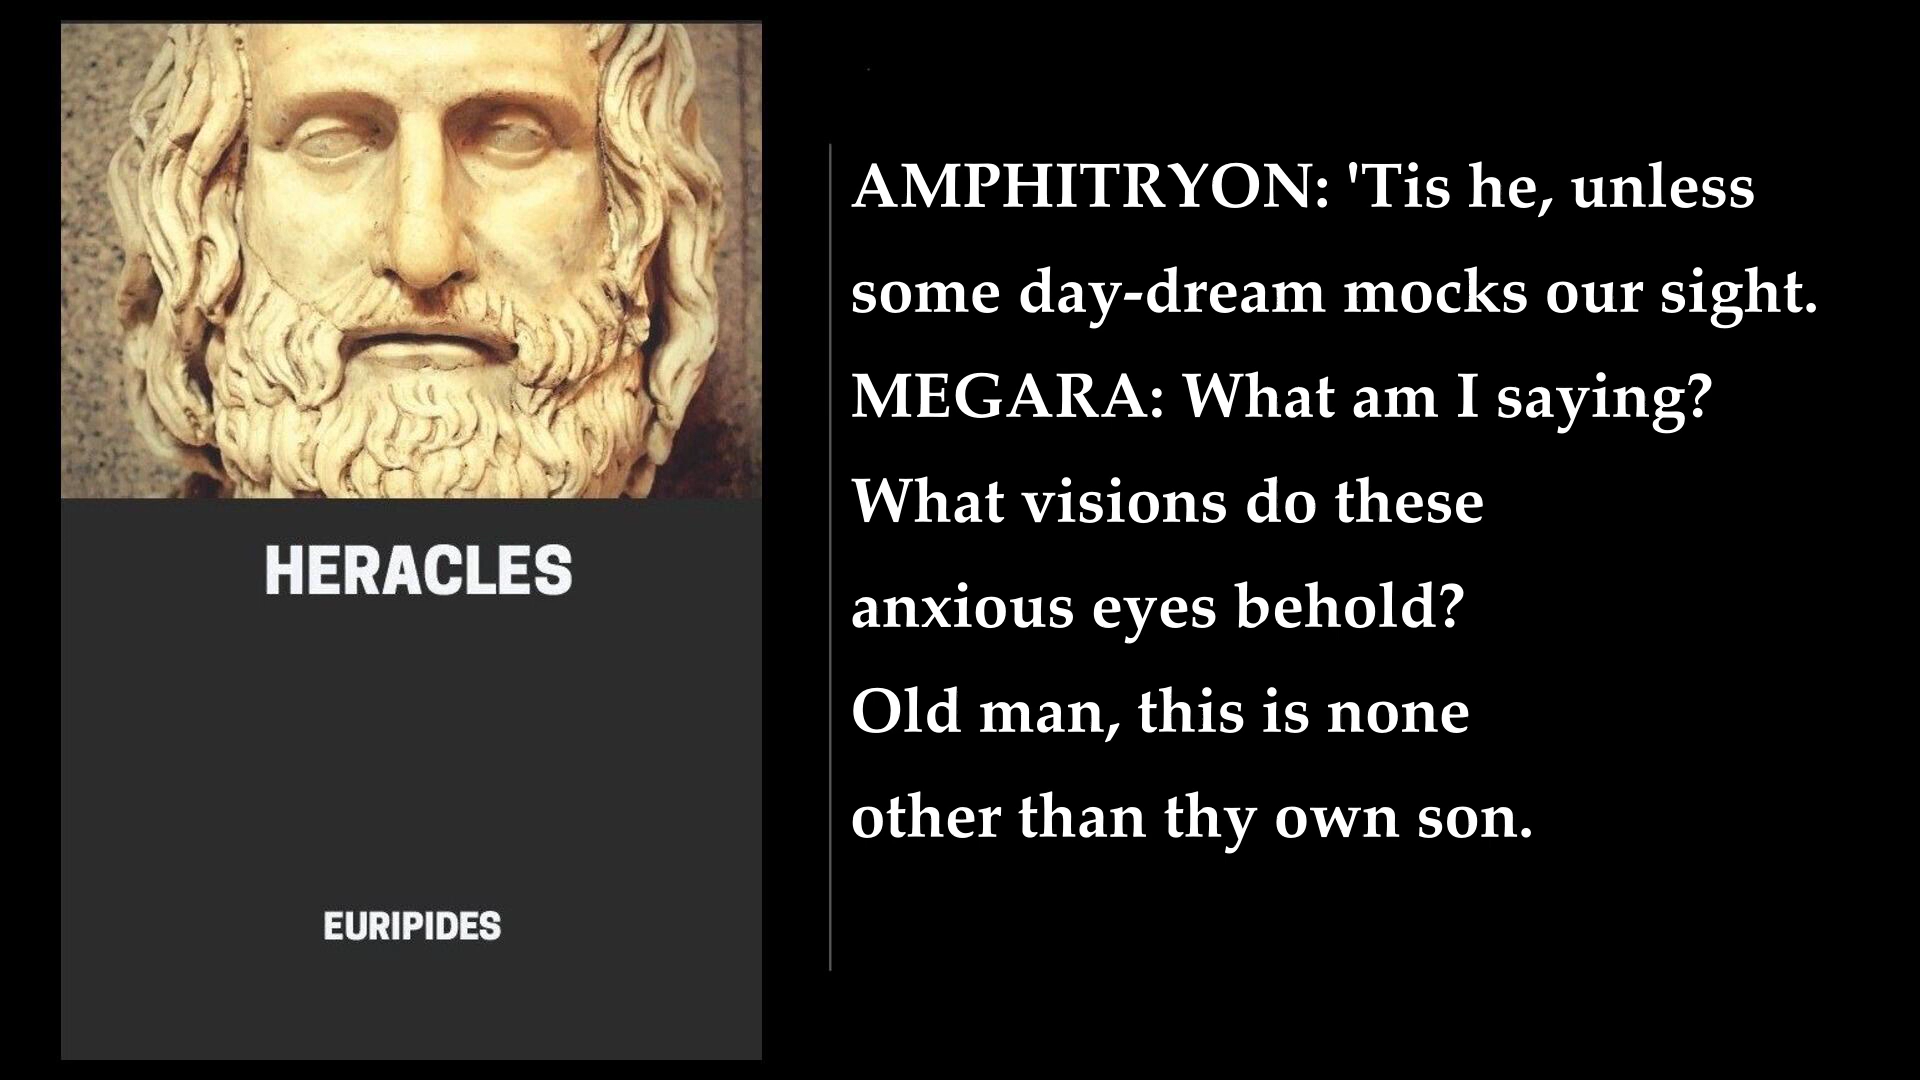 HERACLES
EURIPIDES
AMPHITRYON: 'Tis he, unless
some day-dream mocks our sight.
MEGARA: What am I saying?
What visions do these
anxious eyes behold?
Old man, this is none
other than thy own son.